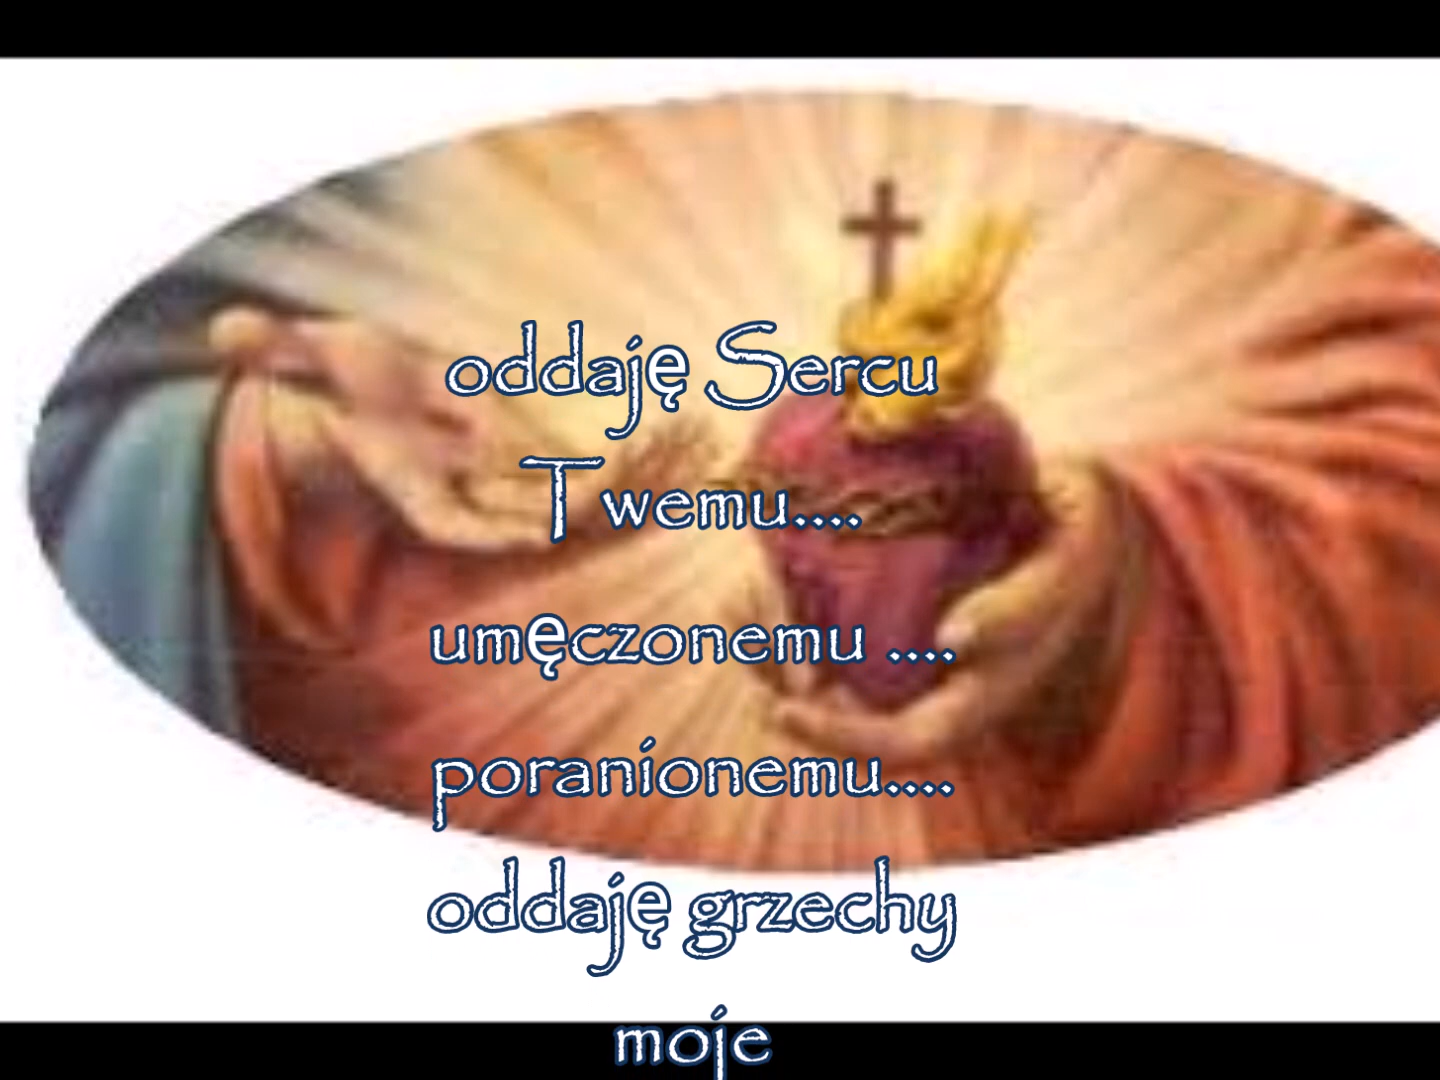 oddaję Sercu
Twemu....
umęczonemu ....
poranionemu....
oddaję grzechy
moje